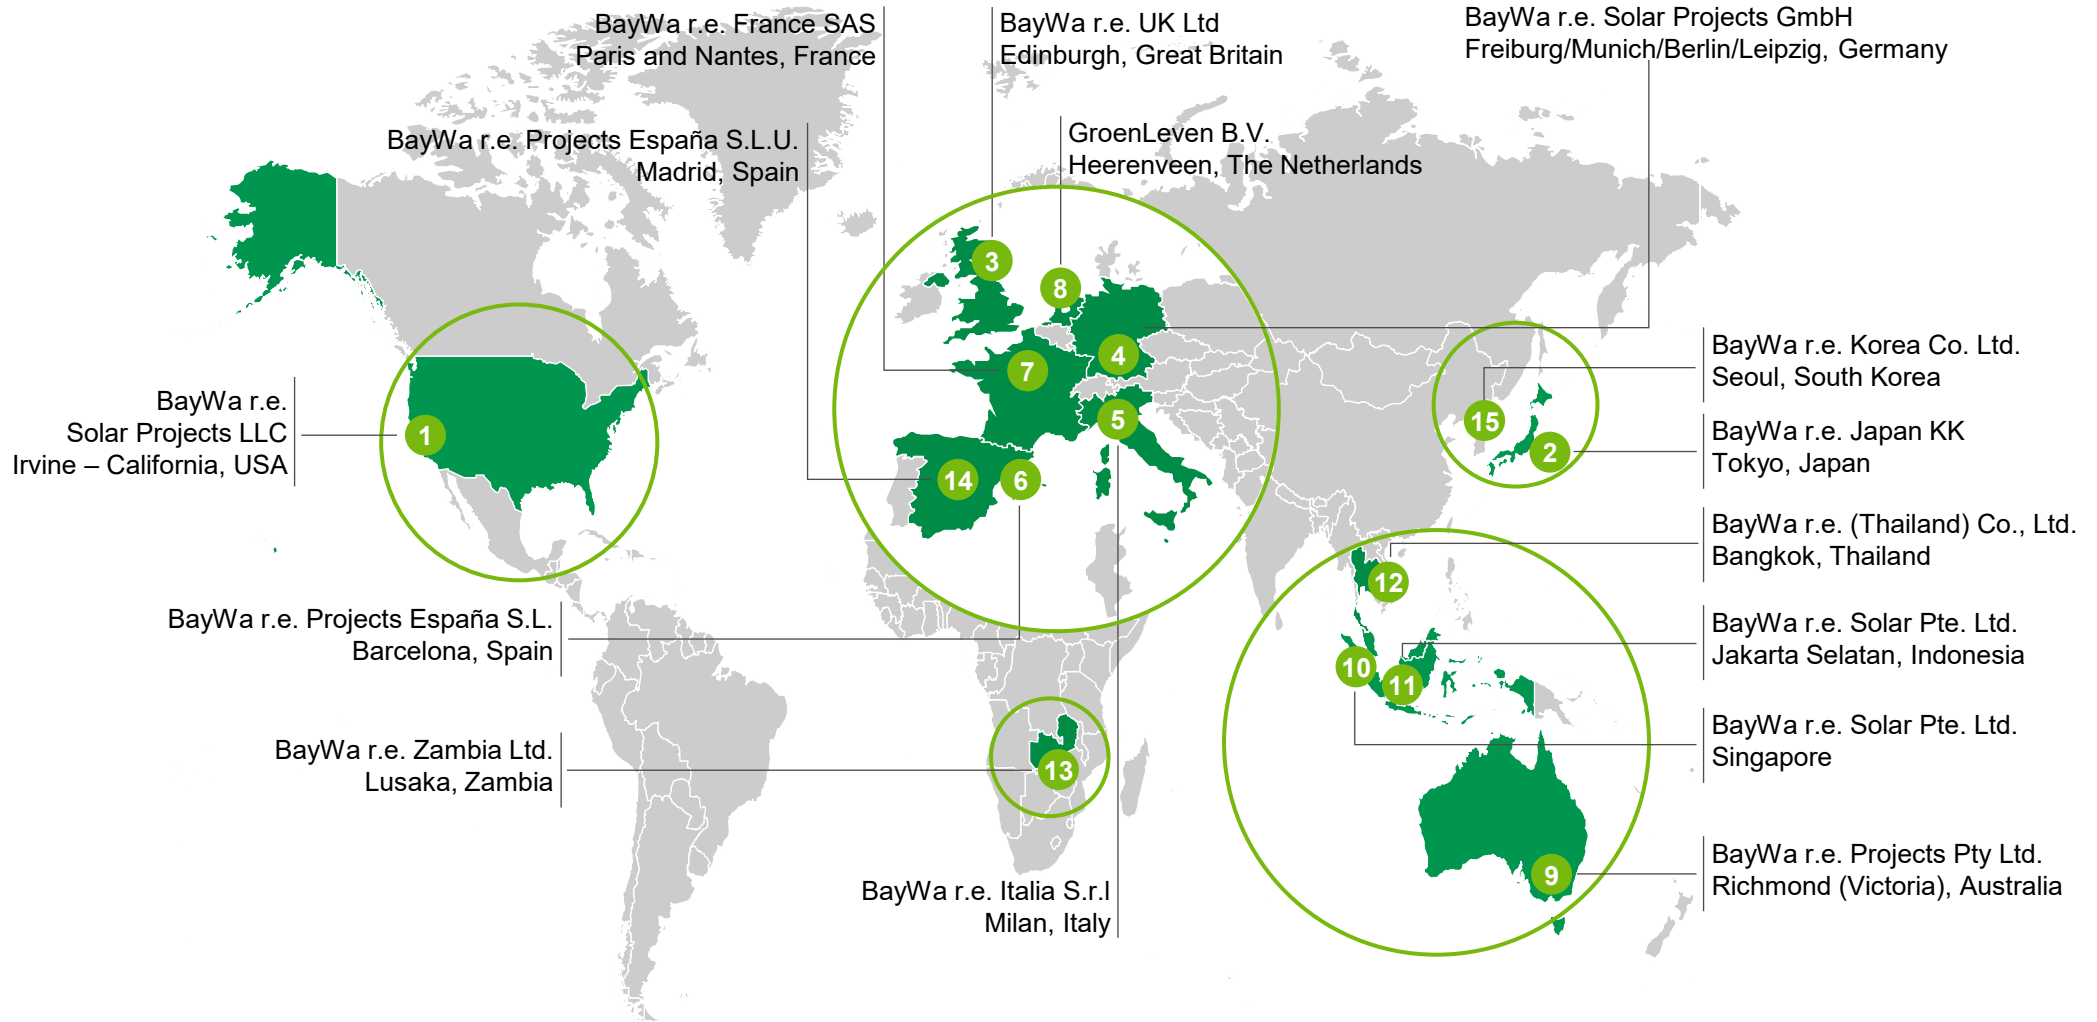 BayWa r.e. France SAS
Paris and Nantes, France
BayWa r.e. UK Ltd
Edinburgh, Great Britain
BayWa r.e. Solar Projects GmbH
Freiburg/Munich/Berlin/Leipzig, Germany
BayWa r.e. Projects España S.L.U.
Madrid, Spain
GroenLeven B.V.
Heerenveen, The Netherlands
3
8
4
7
5
14
6
BayWa r.e.
Solar Projects LLC
Irvine – California, USA
1
15
2
BayWa r.e. Korea Co. Ltd.
Seoul, South Korea
BayWa r.e. Japan KK
Tokyo, Japan
BayWa r.e. (Thailand) Co., Ltd.
Bangkok, Thailand
12
BayWa r.e. Projects España S.L.
Barcelona, Spain
BayWa r.e. Solar Pte. Ltd.
Jakarta Selatan, Indonesia
10
11
BayWa r.e. Solar Pte. Ltd.
Singapore
BayWa r.e. Zambia Ltd.
Lusaka, Zambia
13
BayWa r.e. Italia S.r.l
Milan, Italy
9
BayWa r.e. Projects Pty Ltd.
Richmond (Victoria), Australia